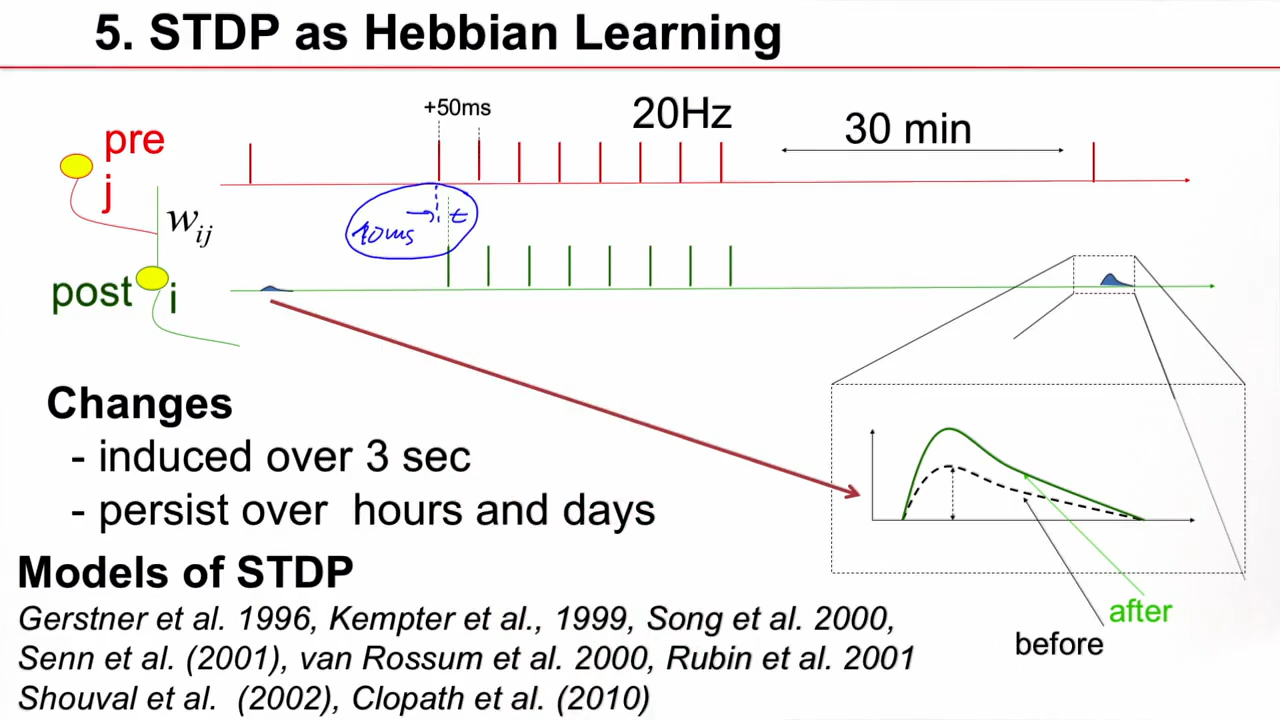 5. STDP as Hebbian Learning
+50ms
20Hz
30 min
pre
j
w_ij
10ms
t
post i
Changes
- induced over 3 sec
- persist over hours and days
after
before
Models of STDP
Gerstner et al. 1996, Kempter et al., 1999, Song et al. 2000,
Senn et al. (2001), van Rossum et al. 2000, Rubin et al. 2001
Shouval et al. (2002), Clopath et al. (2010)